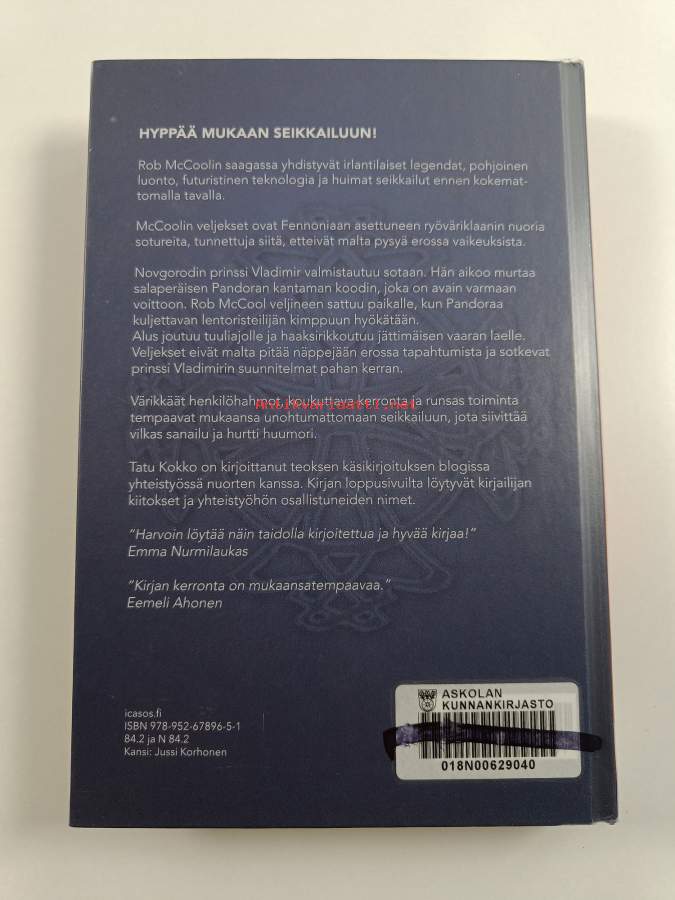 HYPPÄÄ MUKAAN SEIKKAILUUN!
Rob McCoolin saagassa yhdistyvät irlantilaiset legendat, pohjoinen
luonto, futuristinen teknologia ja huimat seikkailut ennen kokemat-
tomalla tavalla.
McCoolin veljekset ovat Fennoniaan asettuneen ryöväriklaanin nuoria
sotureita, tunnettuja siitä, etteivät malta pysyä erossa vaikeuksista.
Novgorodin prinssi Vladimir valmistautuu sotaan. Hän aikoo murtaa
salaperäisen Pandoran kantaman koodin, joka on avain varmaan
voittoon. Rob McCool veljineen sattuu paikalle, kun Pandoraa
kuljettavan lentoristeilijän kimppuun hyökätään.
Alus joutuu tuuliajolle ja haaksirikkoutuu jättimäisen vaaran laelle.
Veljekset eivät malta pitää näppejään erossa tapahtumista ja sotkevat
prinssi Vladimirin suunnitelmat pahan kerran.
Värikkäät henkilöhahmot, koukuttava kerronta ja runsas toiminta
Antikvariaatti.net
tempaavat mukaansa unohtumattomaan seikkailuun, jota siivittää
vilkas sanailu ja hurtti huumori.
Tatu Kokko on kirjoittanut teoksen käsikirjoituksen blogissa
yhteistyössä nuorten kanssa. Kirjan loppusivuilta löytyvät kirjailijan
kiitokset ja yhteistyöhön osallistuneiden nimet.
"Harvoin löytää näin taidolla kirjoitettua ja hyvää kirjaa!"
Emma Nurmilaukas
"Kirjan kerronta on mukaansatempaavaa."
Eemeli Ahonen
icasos.fi
ISBN 978-952-67896-5-1
84.2 ja N 84.2
Kansi: Jussi Korhonen
ASKOLAN
KUNNANKIRJASTO
018N00629040